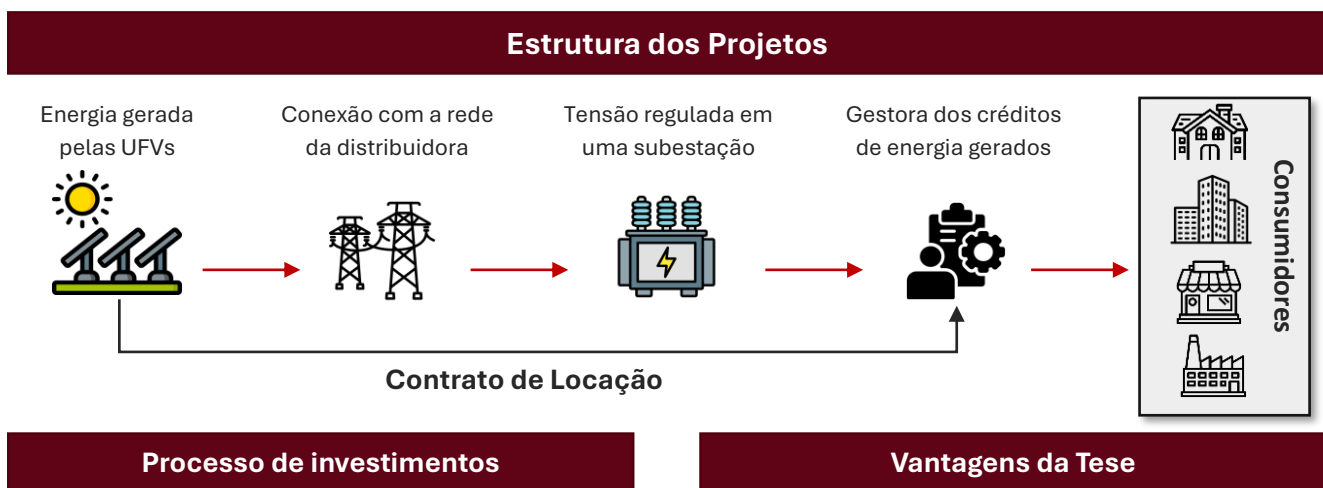 Estrutura dos Projetos
Energia gerada
pelas UFVs
Conexão com a rede
da distribuidora
Tensão regulada em
uma subestação
Gestora dos créditos
de energia gerados
Consumidores
Contrato de Locação
Processo de investimentos
Vantagens da Tese